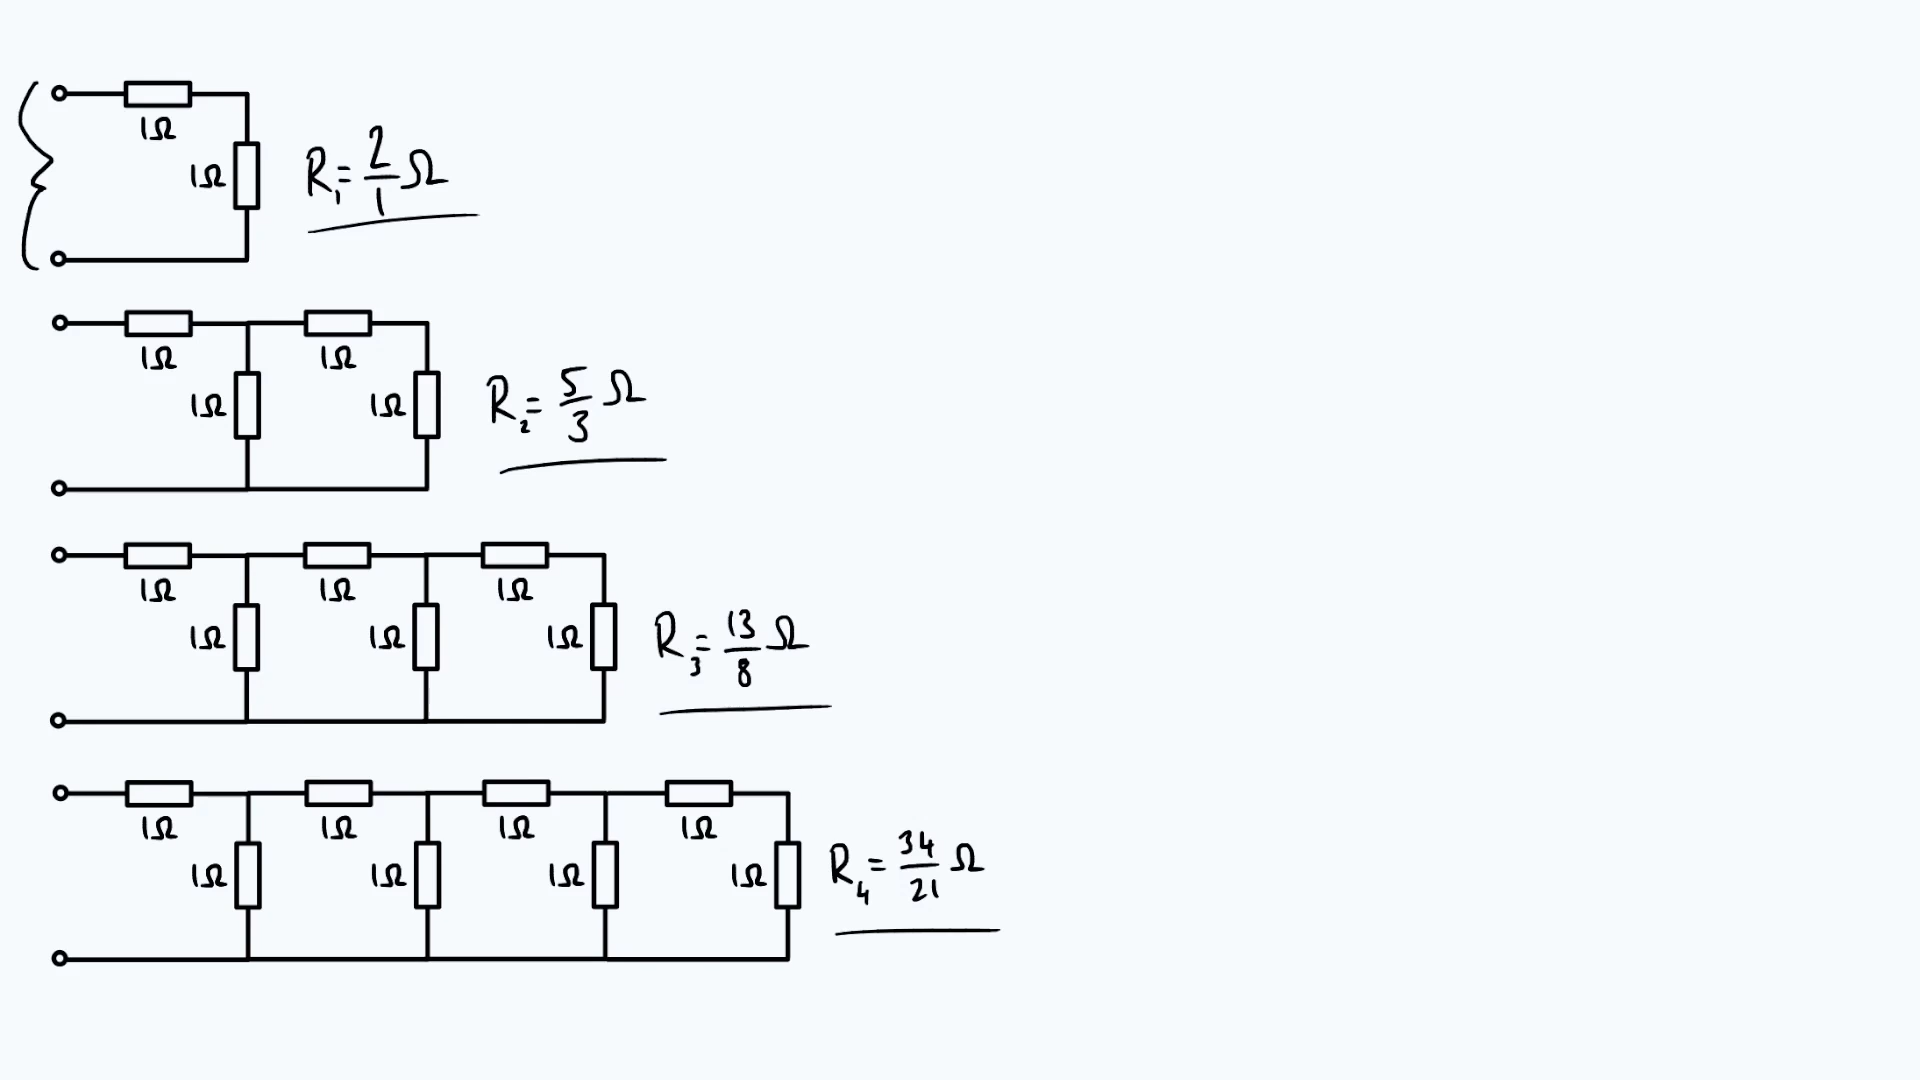 1Ω
1Ω
R₁ = 2/1 Ω
1Ω 1Ω
1Ω 1Ω
R₂ = 5/3 Ω
1Ω 1Ω 1Ω
1Ω 1Ω 1Ω
R₃ = 13/8 Ω
1Ω 1Ω 1Ω 1Ω
1Ω 1Ω 1Ω 1Ω
R₄ = 34/21 Ω